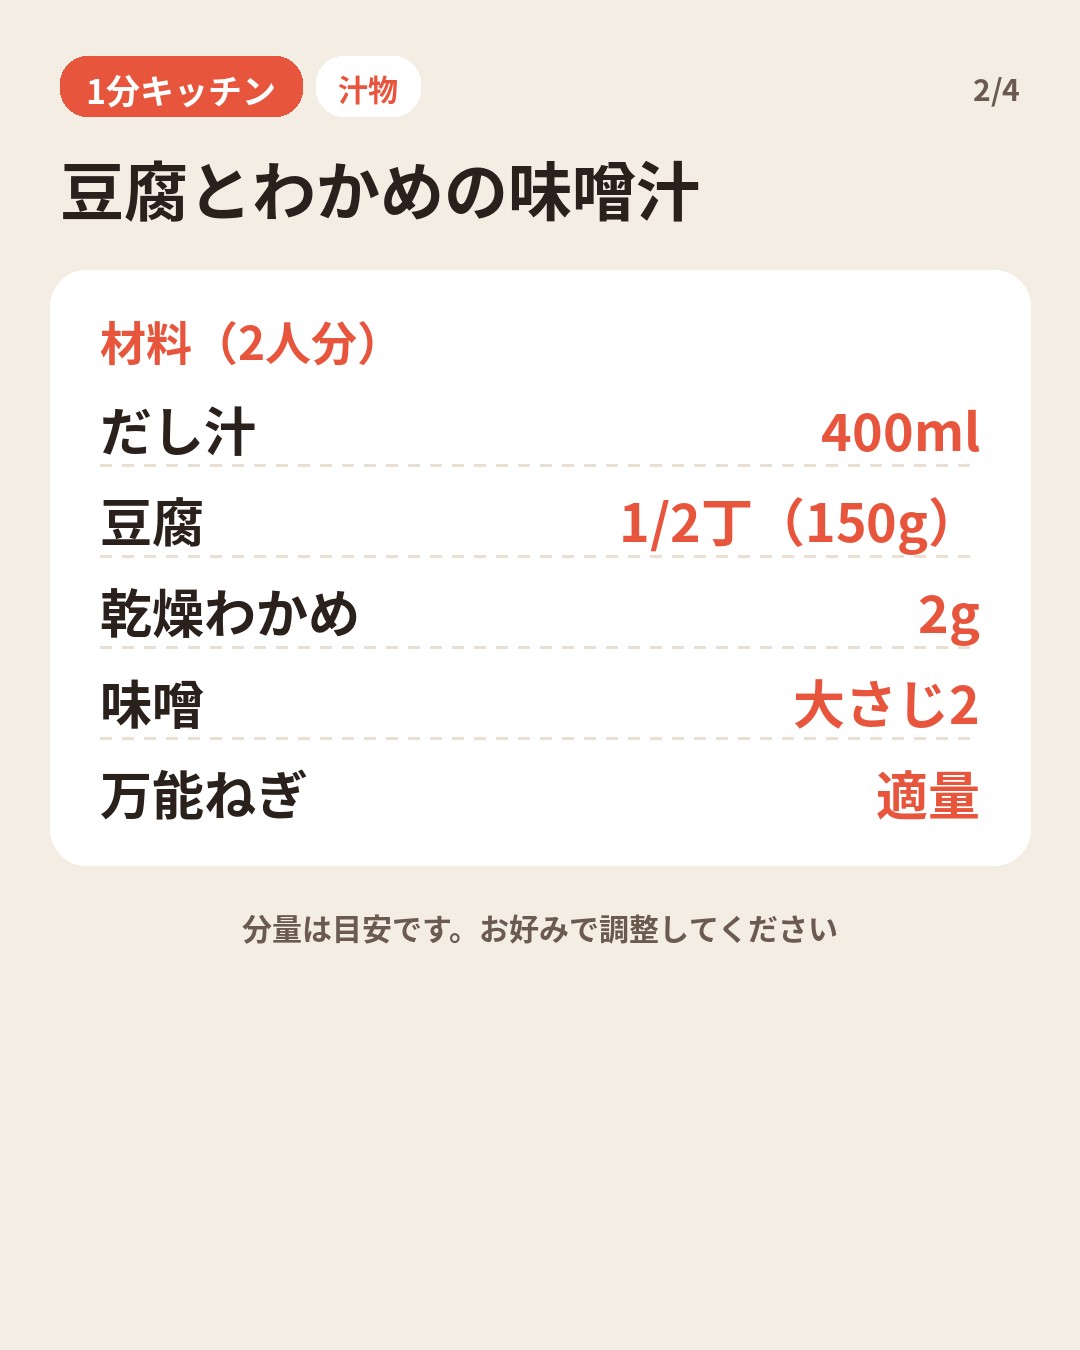 1分キッチン 汁物 2/4
豆腐とわかめの味噌汁
材料（2人分）
だし汁 400ml
豆腐 1/2丁（150g）
乾燥わかめ 2g
味噌 大さじ2
万能ねぎ 適量
分量は目安です。お好みで調整してください